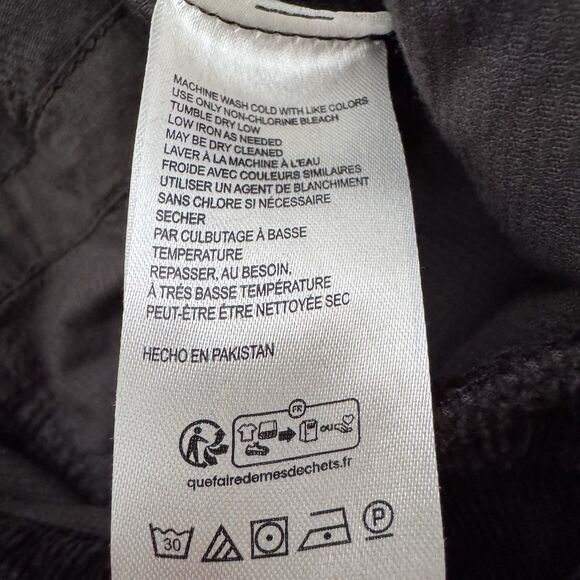 MACHINE WASH COLD WITH LIKE COLORS
USE ONLY NON-CHLORINE BLEACH
TUMBLE DRY LOW
LOW IRON AS NEEDED
MAY BE DRY CLEANED
LAVER À LA MACHINE À L'EAU
FROIDE AVEC COULEURS SIMILAIRES
UTILISER UN AGENT DE BLANCHIMENT
SANS CHLORE SI NÉCESSAIRE
SECHER
PAR CULBUTAGE À BASSE
TEMPERATURE
REPASSER, AU BESOIN,
À TRÉS BASSE TEMPÉRATURE
PEUT-ÊTRE ÊTRE NETTOYÉE SEC
HECHO EN PAKISTAN
FR
OU
quefairedemesdechets.fr
30 P